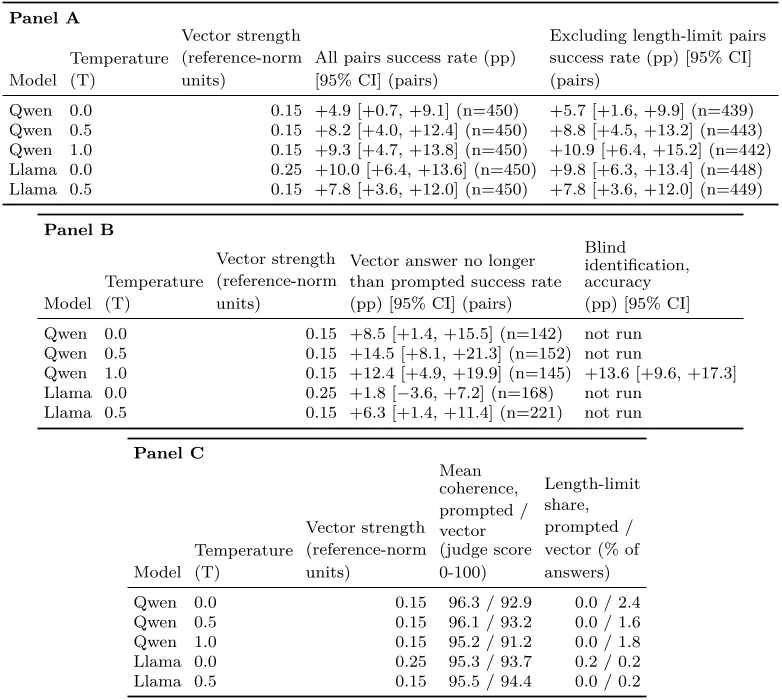 Panel A
Vector strength Excluding length-limit pairs
Temperature (reference-norm All pairs success rate (pp) success rate (pp) [95% CI]
Model (T) units) [95% CI] (pairs) (pairs)
Qwen 0.0 0.15 +4.9 [+0.7, +9.1] (n=450) +5.7 [+1.6, +9.9] (n=439)
Qwen 0.5 0.15 +8.2 [+4.0, +12.4] (n=450) +8.8 [+4.5, +13.2] (n=443)
Qwen 1.0 0.15 +9.3 [+4.7, +13.8] (n=450) +10.9 [+6.4, +15.2] (n=442)
Llama 0.0 0.25 +10.0 [+6.4, +13.6] (n=450) +9.8 [+6.3, +13.4] (n=448)
Llama 0.5 0.15 +7.8 [+3.6, +12.0] (n=450) +7.8 [+3.6, +12.0] (n=449)
Panel B
Blind
Vector strength Vector answer no longer identification,
Temperature (reference-norm than prompted success rate accuracy
Model (T) units) (pp) [95% CI] (pairs) (pp) [95% CI]
Qwen 0.0 0.15 +8.5 [+1.4, +15.5] (n=142) not run
Qwen 0.5 0.15 +14.5 [+8.1, +21.3] (n=152) not run
Qwen 1.0 0.15 +12.4 [+4.9, +19.9] (n=145) +13.6 [+9.6, +17.3]
Llama 0.0 0.25 +1.8 [−3.6, +7.2] (n=168) not run
Llama 0.5 0.15 +6.3 [+1.4, +11.4] (n=221) not run
Panel C
Mean
coherence, Length-limit
prompted / share,
Vector strength vector prompted /
Temperature (reference-norm (judge score vector (% of
Model (T) units) 0-100) answers)
Qwen 0.0 0.15 96.3 / 92.9 0.0 / 2.4
Qwen 0.5 0.15 96.1 / 93.2 0.0 / 1.6
Qwen 1.0 0.15 95.2 / 91.2 0.0 / 1.8
Llama 0.0 0.25 95.3 / 93.7 0.2 / 0.2
Llama 0.5 0.15 95.5 / 94.4 0.0 / 0.2